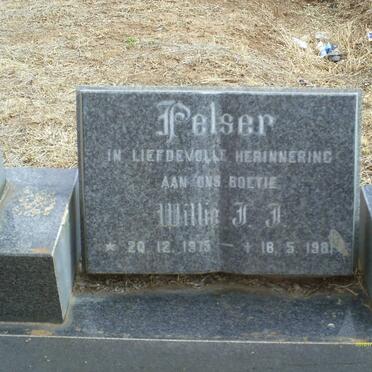 Pelser
IN LIEFDEVOLLE HERINNERING
AAN ONS BOETIE
Willie J. J.
* 20. 12. 1975 – † 18. 5. 1981